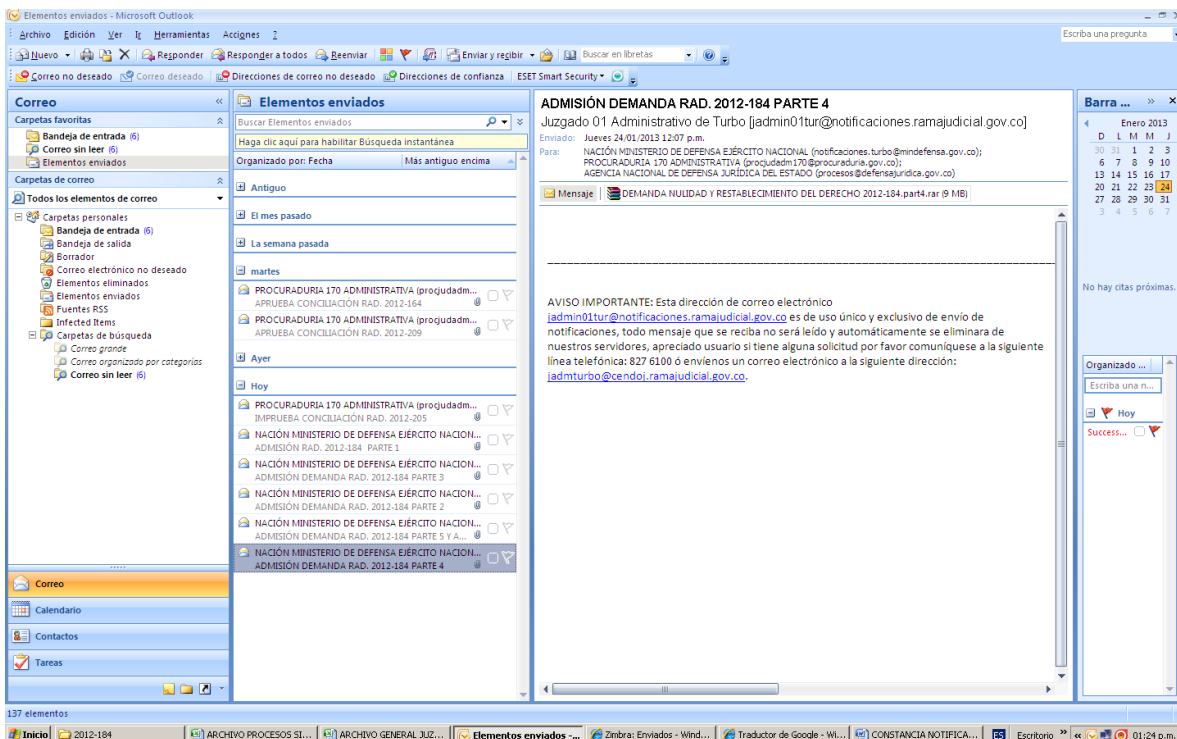 Elementos enviados - Microsoft Outlook
Archivo Edición Ver Ir Herramientas Acciones ?
Escriba una pregunta
Nuevo Responder Responder a todos Reenviar Enviar y recibir Buscar en libretas
Correo no deseado Correo deseado Direcciones de correo no deseado Direcciones de confianza ESET Smart Security
Correo
Carpetas favoritas
Bandeja de entrada (6)
Correo sin leer (6)
Elementos enviados
Carpetas de correo
Todos los elementos de correo
Carpetas personales
Bandeja de entrada (6)
Bandeja de salida
Borrador
Correo electrónico no deseado
Elementos eliminados
Elementos enviados
Fuentes RSS
Infected Items
Carpetas de búsqueda
Correo grande
Correo organizado por categorías
Correo sin leer (6)
Correo
Calendario
Contactos
Tareas
Elementos enviados
Buscar Elementos enviados
Haga clic aquí para habilitar Búsqueda instantánea
Organizado por: Fecha Más antiguo encima
Antiguo
El mes pasado
La semana pasada
martes
PROCURADURIA 170 ADMINISTRATIVA (procjudadm...
APRUEBA CONCILIACIÓN RAD. 2012-164
PROCURADURIA 170 ADMINISTRATIVA (procjudadm...
APRUEBA CONCILIACIÓN RAD. 2012-209
Ayer
Hoy
PROCURADURIA 170 ADMINISTRATIVA (procjudadm...
IMPRUEBA CONCILIACIÓN RAD. 2012-205
NACIÓN MINISTERIO DE DEFENSA EJÉRCITO NACION...
ADMISIÓN RAD. 2012-184 PARTE 1
NACIÓN MINISTERIO DE DEFENSA EJÉRCITO NACION...
ADMISIÓN DEMANDA RAD. 2012-184 PARTE 3
NACIÓN MINISTERIO DE DEFENSA EJÉRCITO NACION...
ADMISIÓN DEMANDA RAD. 2012-184 PARTE 2
NACIÓN MINISTERIO DE DEFENSA EJÉRCITO NACION...
ADMISIÓN DEMANDA RAD. 2012-184 PARTE 5 Y A...
NACIÓN MINISTERIO DE DEFENSA EJÉRCITO NACION...
ADMISIÓN DEMANDA RAD. 2012-184 PARTE 4
ADMISIÓN DEMANDA RAD. 2012-184 PARTE 4
Juzgado 01 Administrativo de Turbo [jadmin01tur@notificaciones.ramajudicial.gov.co]
Enviado: Jueves 24/01/2013 12:07 p.m.
Para: NACIÓN MINISTERIO DE DEFENSA EJÉRCITO NACIONAL (notificaciones.turbo@mindefensa.gov.co);
PROCURADURIA 170 ADMINISTRATIVA (procjudadm170@procuraduria.gov.co);
AGENCIA NACIONAL DE DEFENSA JURÍDICA DEL ESTADO (procesos@defensajuridica.gov.co)
Mensaje DEMANDA NULIDAD Y RESTABLECIMIENTO DEL DERECHO 2012-184.part4.rar (9 MB)
AVISO IMPORTANTE: Esta dirección de correo electrónico
jadmin01tur@notificaciones.ramajudicial.gov.co es de uso único y exclusivo de envío de
notificaciones, todo mensaje que se reciba no será leído y automáticamente se eliminara de
nuestros servidores, apreciado usuario si tiene alguna solicitud por favor comuníquese a la siguiente
línea telefónica: 827 6100 ó envíenos un correo electrónico a la siguiente dirección:
jadmturbo@cendoj.ramajudicial.gov.co.
Barra ...
Enero 2013
D L M M J
30 31 1 2 3
6 7 8 9 10
13 14 15 16 17
20 21 22 23 24
27 28 29 30 31
3 4 5 6 7
No hay citas próximas.
Organizado ...
Escriba una n...
Hoy
Success...
137 elementos
Inicio 2012-184 ARCHIVO PROCESOS SI... ARCHIVO GENERAL JUZ... Elementos enviados -... Zimbra: Enviados - Wind... Traductor de Google - Wi... CONSTANCIA NOTIFICA... ES Escritorio 01:24 p.m.